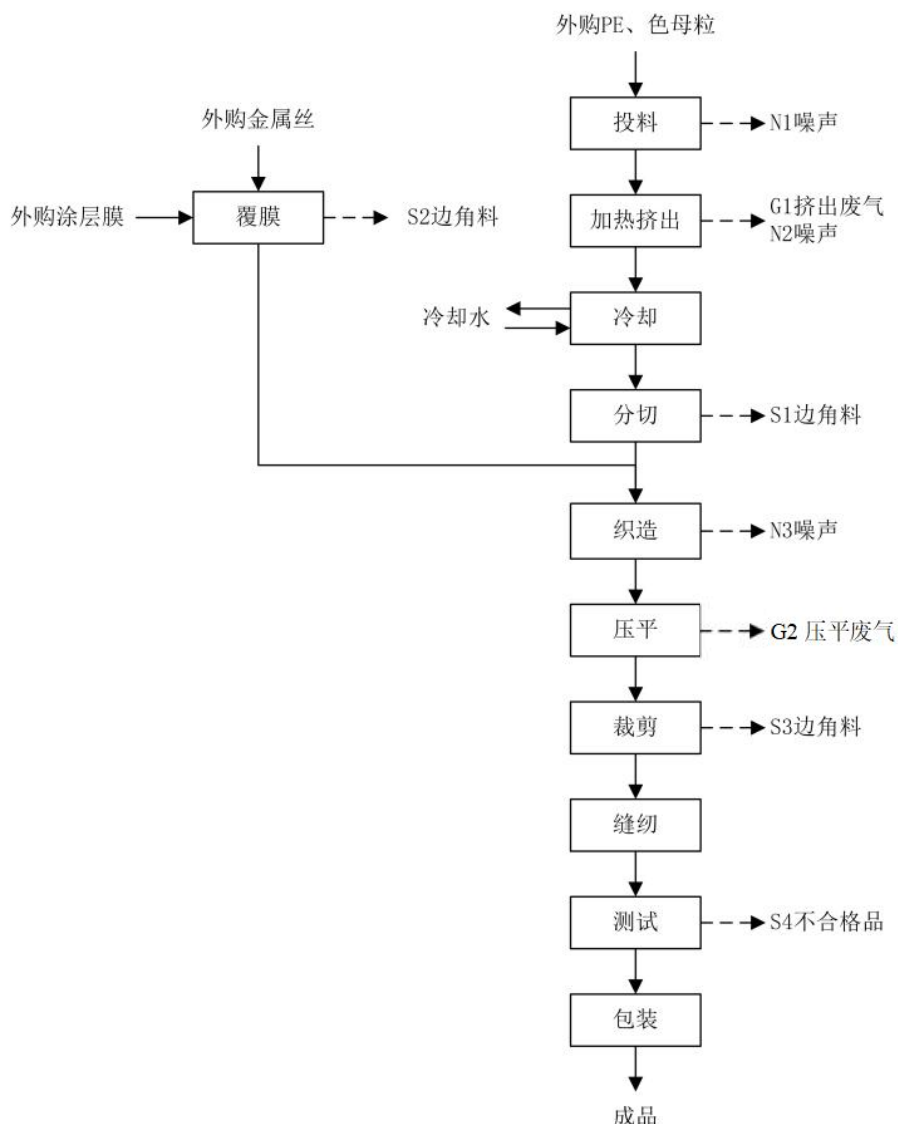 外购PE、色母粒
投料
N1噪声
外购金属丝
外购涂层膜
覆膜
S2边角料
加热挤出
G1挤出废气
N2噪声
冷却水
冷却
分切
S1边角料
织造
N3噪声
压平
G2 压平废气
裁剪
S3边角料
缝纫
测试
S4不合格品
包装
成品